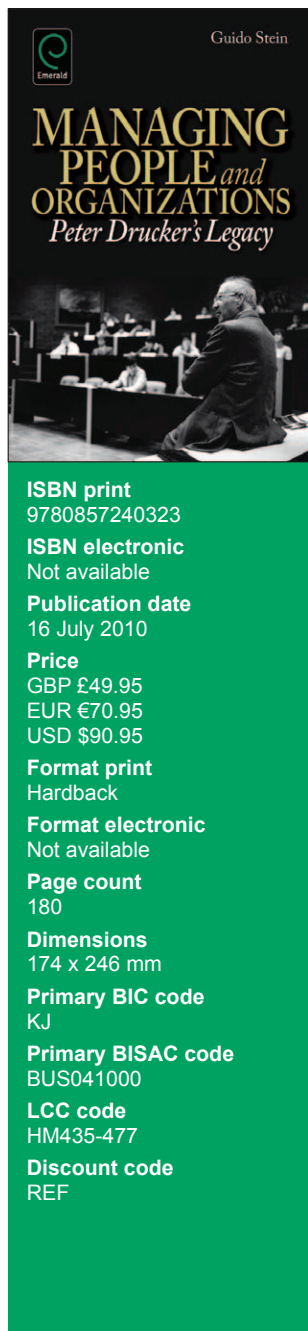 Guido Stein
Emerald
MANAGING
PEOPLE and
ORGANIZATIONS
Peter Drucker's Legacy
ISBN print
9780857240323
ISBN electronic
Not available
Publication date
16 July 2010
Price
GBP £49.95
EUR €70.95
USD $90.95
Format print
Hardback
Format electronic
Not available
Page count
180
Dimensions
174 x 246 mm
Primary BIC code
KJ
Primary BISAC code
BUS041000
LCC code
HM435-477
Discount code
REF